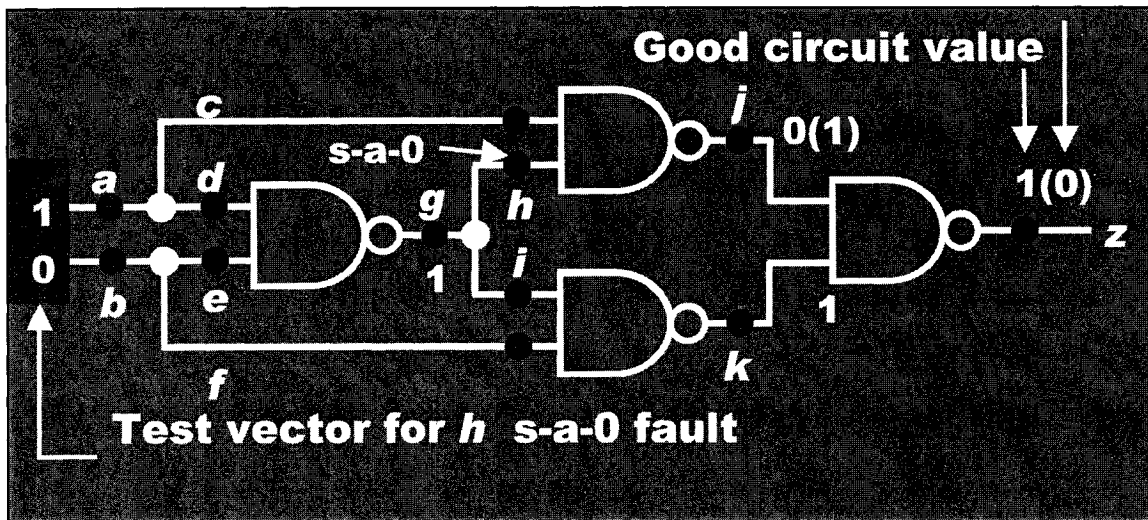 Good circuit value
c
j
0(1)
s-a-0
1(0)
a
d
1
g
h
z
0
i
b
e
1
1
k
f
Test vector for h s-a-0 fault